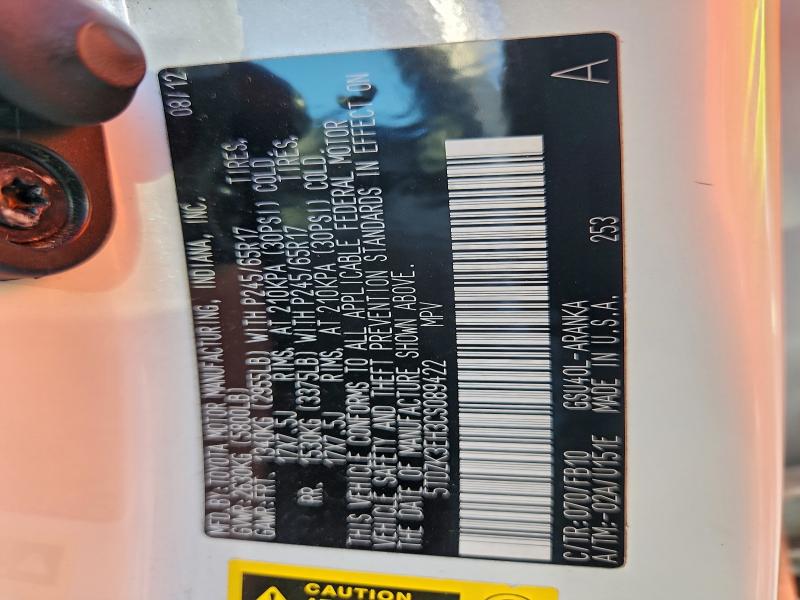 MFD.BY:TOYOTA MOTOR MANUFACTURING, INDIANA, INC. 08/12
GVWR:2630KG (5800LB)
GAWR:FRT. 1340KG (2955LB) WITH P245/65R17 TIRES,
17X7.5J RIMS, AT 210KPA (30PSI) COLD.
RR. 1530KG (3375LB) WITH P245/65R17 TIRES,
17X7.5J RIMS, AT 210KPA (30PSI) COLD
THIS VEHICLE CONFORMS TO ALL APPLICABLE FEDERAL MOTOR
VEHICLE SAFETY AND THEFT PREVENTION STANDARDS IN EFFECT ON
THE DATE OF MANUFACTURE SHOWN ABOVE.
5TDZK3EH3CS089422 MPV
C/TR:070/FB10 GSU40L-ARANKA 253 A
A/TM:-02A/U151E MADE IN U.S.A.
CAUTION